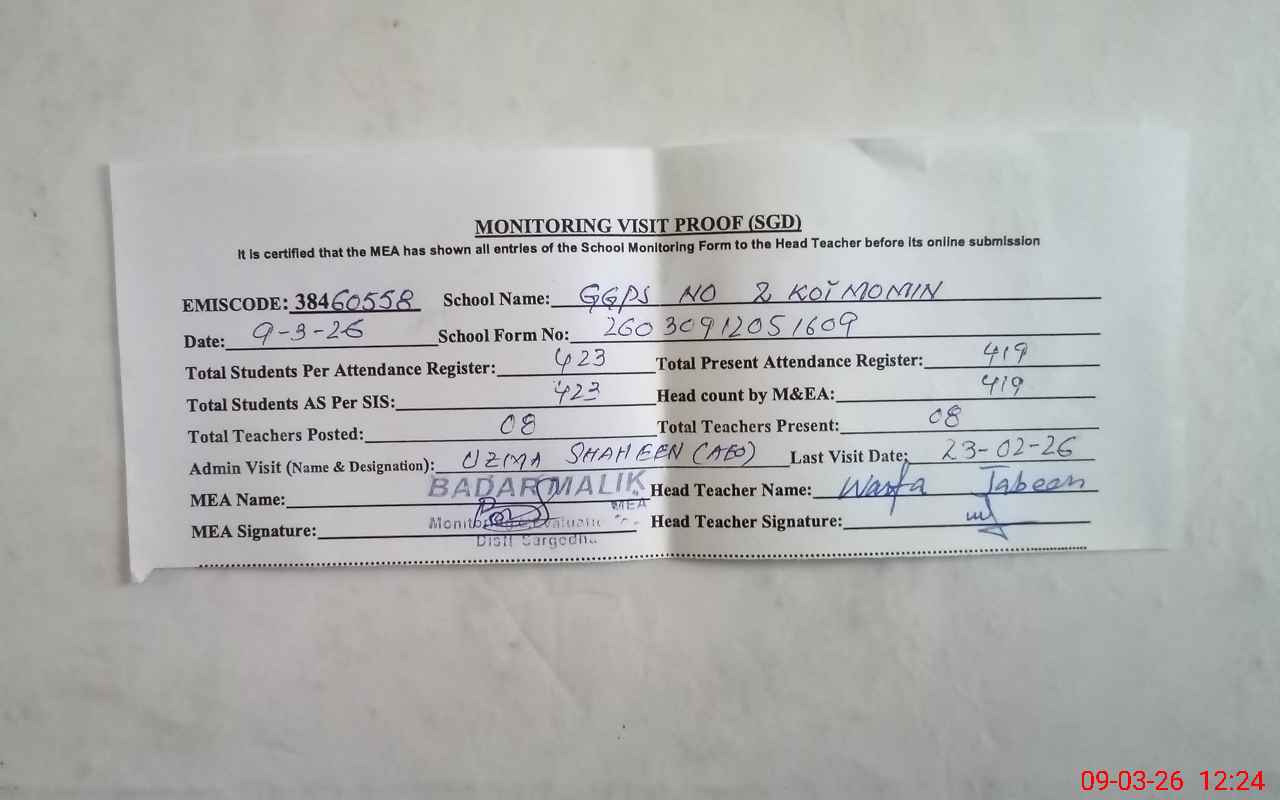 MONITORING VISIT PROOF (SGD)
It is certified that the MEA has shown all entries of the School Monitoring Form to the Head Teacher before its online submission
EMISCODE: 38460558 School Name: GGPS NO 2 KOT MOMIN
Date: 9-3-26 School Form No: 26030912051609
Total Students Per Attendance Register: 423 Total Present Attendance Register: 419
Total Students AS Per SIS: 423 Head count by M&EA: 419
Total Teachers Posted: 08 Total Teachers Present: 08
Admin Visit (Name & Designation): UZMA SHAHEEN (AEO) Last Visit Date: 23-02-26
MEA Name: BADAR MALIK Head Teacher Name: Jabeen
MEA
MEA Signature: Head Teacher Signature:
Distt Sargodha
09-03-26 12:24